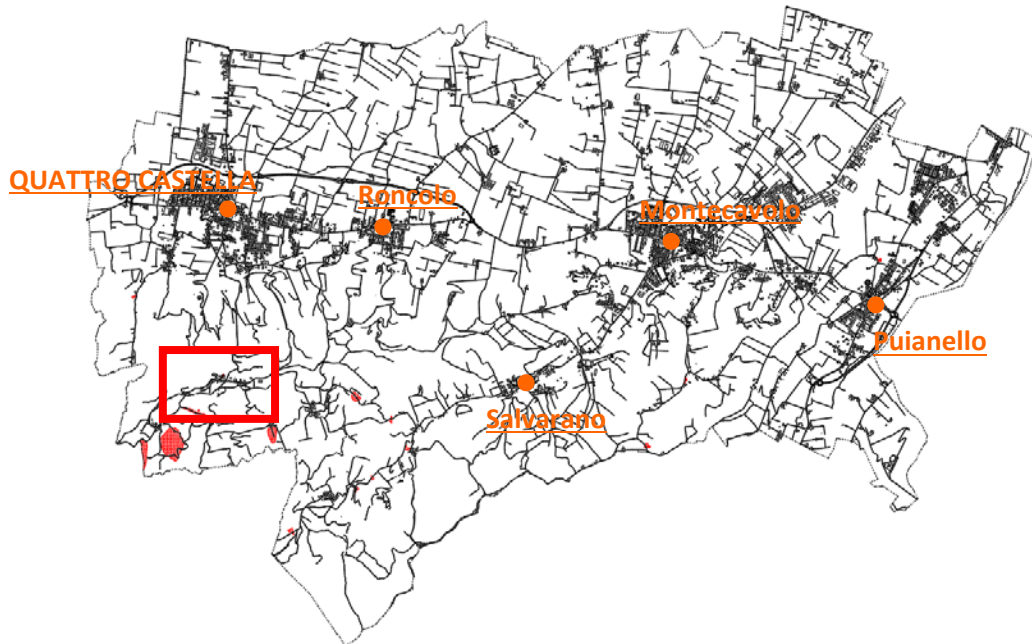 QUATTRO CASTELLA
Roncolo
Montecavolo
Puianello
Salvarano